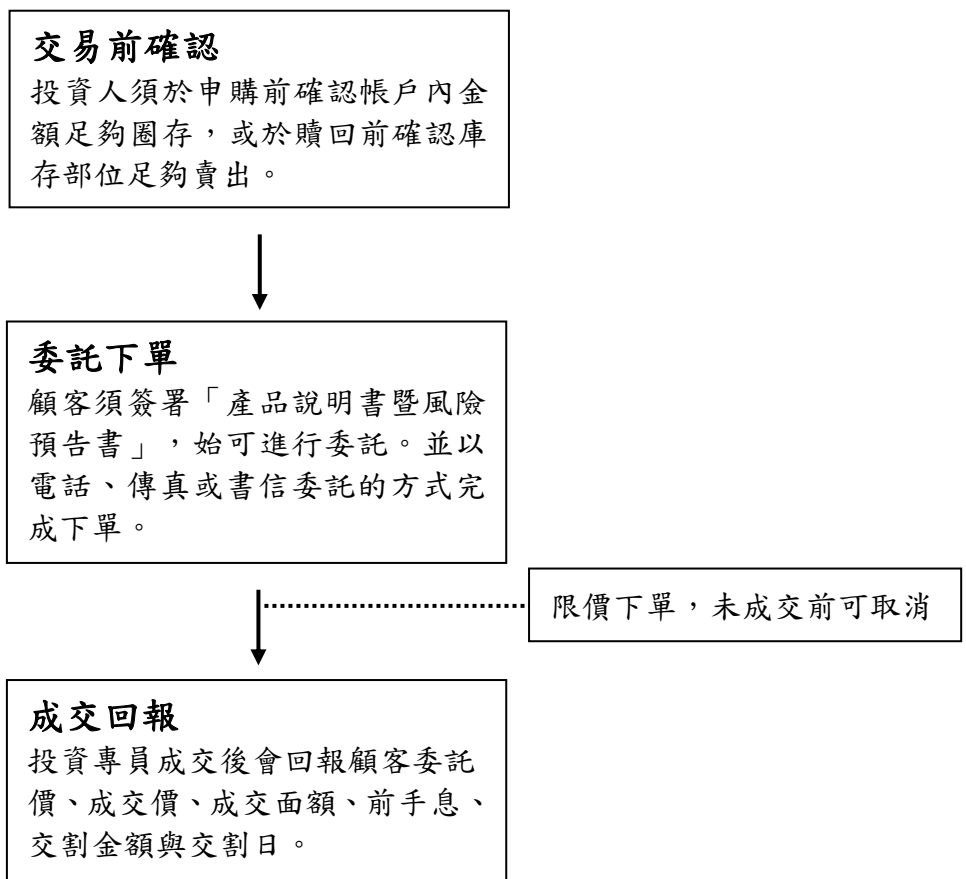 交易前確認
投資人須於申購前確認帳戶內金
額足夠圈存，或於贖回前確認庫
存部位足夠賣出。
委託下單
顧客須簽署「產品說明書暨風險
預告書」，始可進行委託。並以
電話、傳真或書信委託的方式完
成下單。
限價下單，未成交前可取消
成交回報
投資專員成交後會回報顧客委託
價、成交價、成交面額、前手息、
交割金額與交割日。